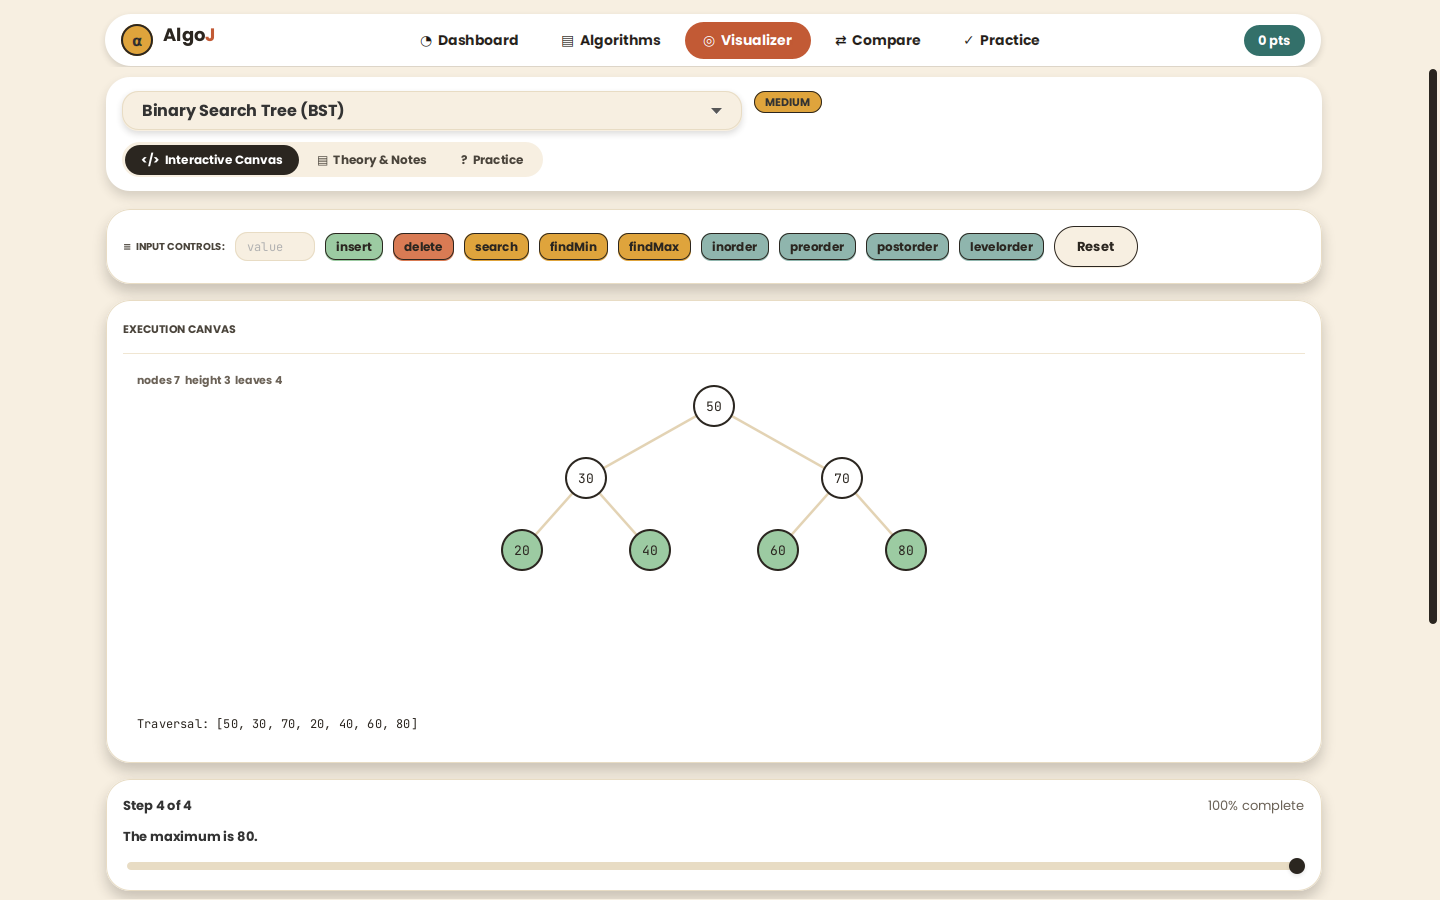 α AlgoJ
◔ Dashboard ▤ Algorithms ◎ Visualizer ⇄ Compare ✓ Practice
0 pts
Binary Search Tree (BST)
MEDIUM
</> Interactive Canvas ▤ Theory & Notes ? Practice
≡ INPUT CONTROLS: value insert delete search findMin findMax inorder preorder postorder levelorder Reset
EXECUTION CANVAS
nodes 7 height 3 leaves 4
50
30 70
20 40 60 80
Traversal: [50, 30, 70, 20, 40, 60, 80]
Step 4 of 4 100% complete
The maximum is 80.